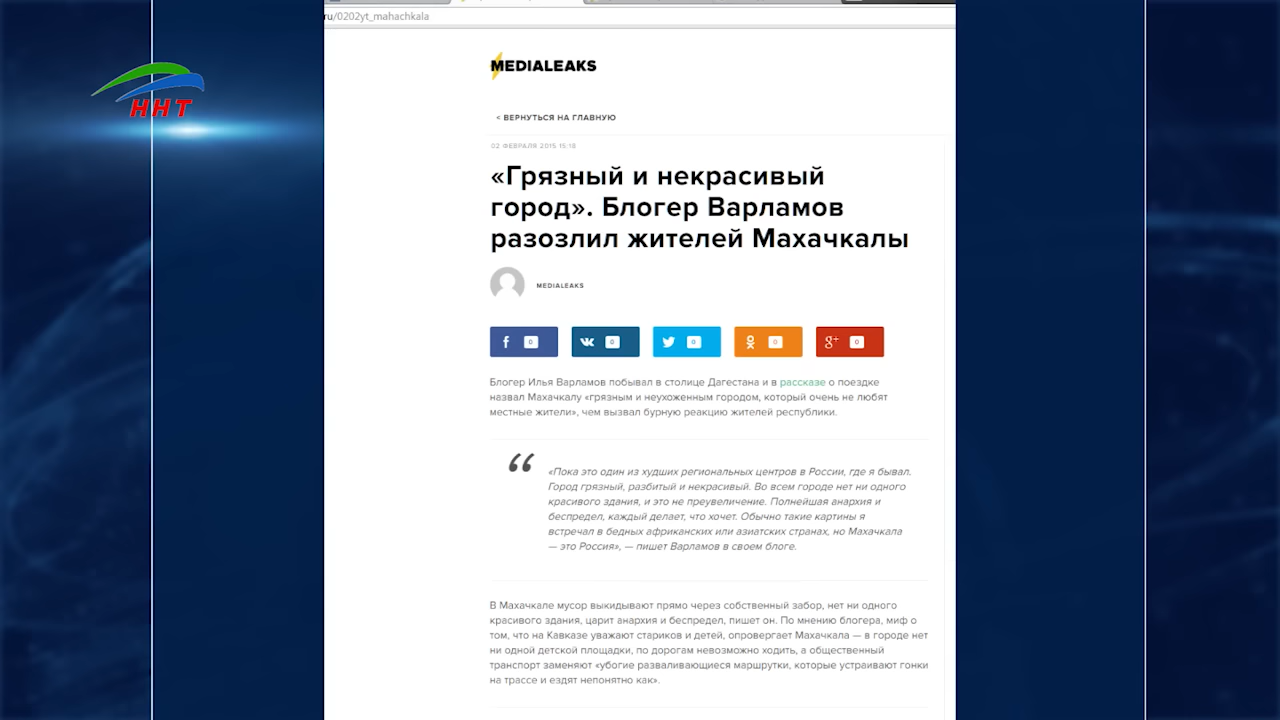 ru/0202yt_mahachkala
ННТ
MEDIALEAKS
< ВЕРНУТЬСЯ НА ГЛАВНУЮ
02 ФЕВРАЛЯ 2015 15:18
«Грязный и некрасивый
город». Блогер Варламов
разозлил жителей Махачкалы
MEDIALEAKS
0 0 0 0 g+ 0
Блогер Илья Варламов побывал в столице Дагестана и в рассказе о поездке
назвал Махачкалу «грязным и неухоженным городом, который очень не любят
местные жители», чем вызвал бурную реакцию жителей республики.
“
«Пока это один из худших региональных центров в России, где я бывал.
Город грязный, разбитый и некрасивый. Во всем городе нет ни одного
красивого здания, и это не преувеличение. Полнейшая анархия и
беспредел, каждый делает, что хочет. Обычно такие картины я
встречал в бедных африканских или азиатских странах, но Махачкала
— это Россия», — пишет Варламов в своем блоге.
В Махачкале мусор выкидывают прямо через собственный забор, нет ни одного
красивого здания, царит анархия и беспредел, пишет он. По мнению блогера, миф о
том, что на Кавказе уважают стариков и детей, опровергает Махачкала — в городе нет
ни одной детской площадки, по дорогам невозможно ходить, а общественный
транспорт заменяют «убогие разваливающиеся маршрутки, которые устраивают гонки
на трассе и ездят непонятно как».